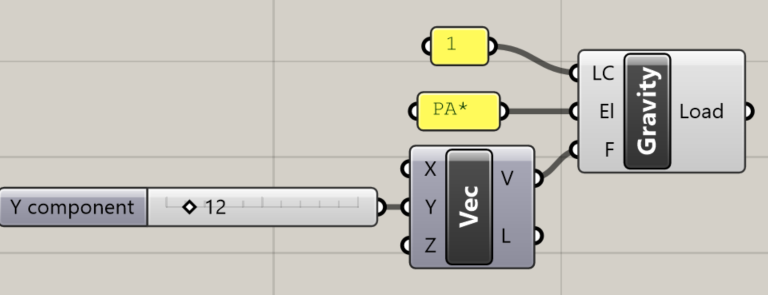 1
LC
PA*
El
Gravity
Load
F
X
V
Y component
12
Y
Vec
Z
L